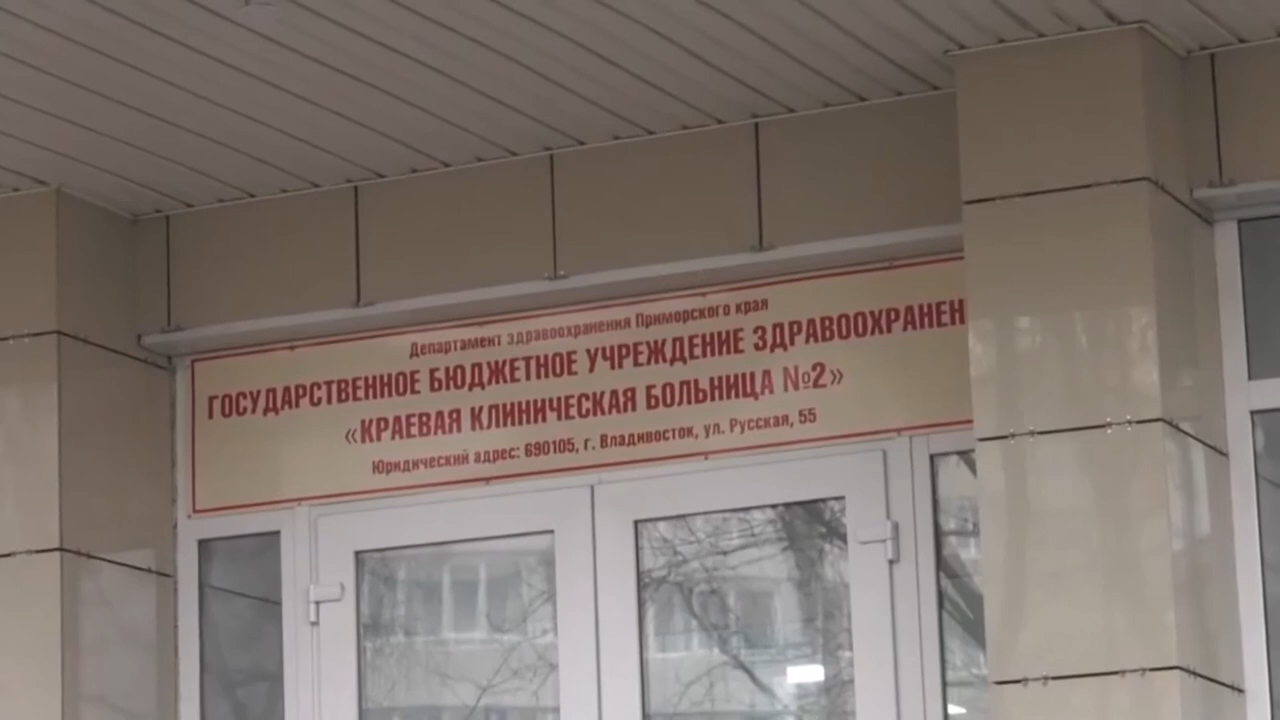 Департамент здравоохранения Приморского края
ГОСУДАРСТВЕННОЕ БЮДЖЕТНОЕ УЧРЕЖДЕНИЕ ЗДРАВООХРАНЕН
«КРАЕВАЯ КЛИНИЧЕСКАЯ БОЛЬНИЦА №2»
Юридический адрес: 690105, г. Владивосток, ул. Русская, 55